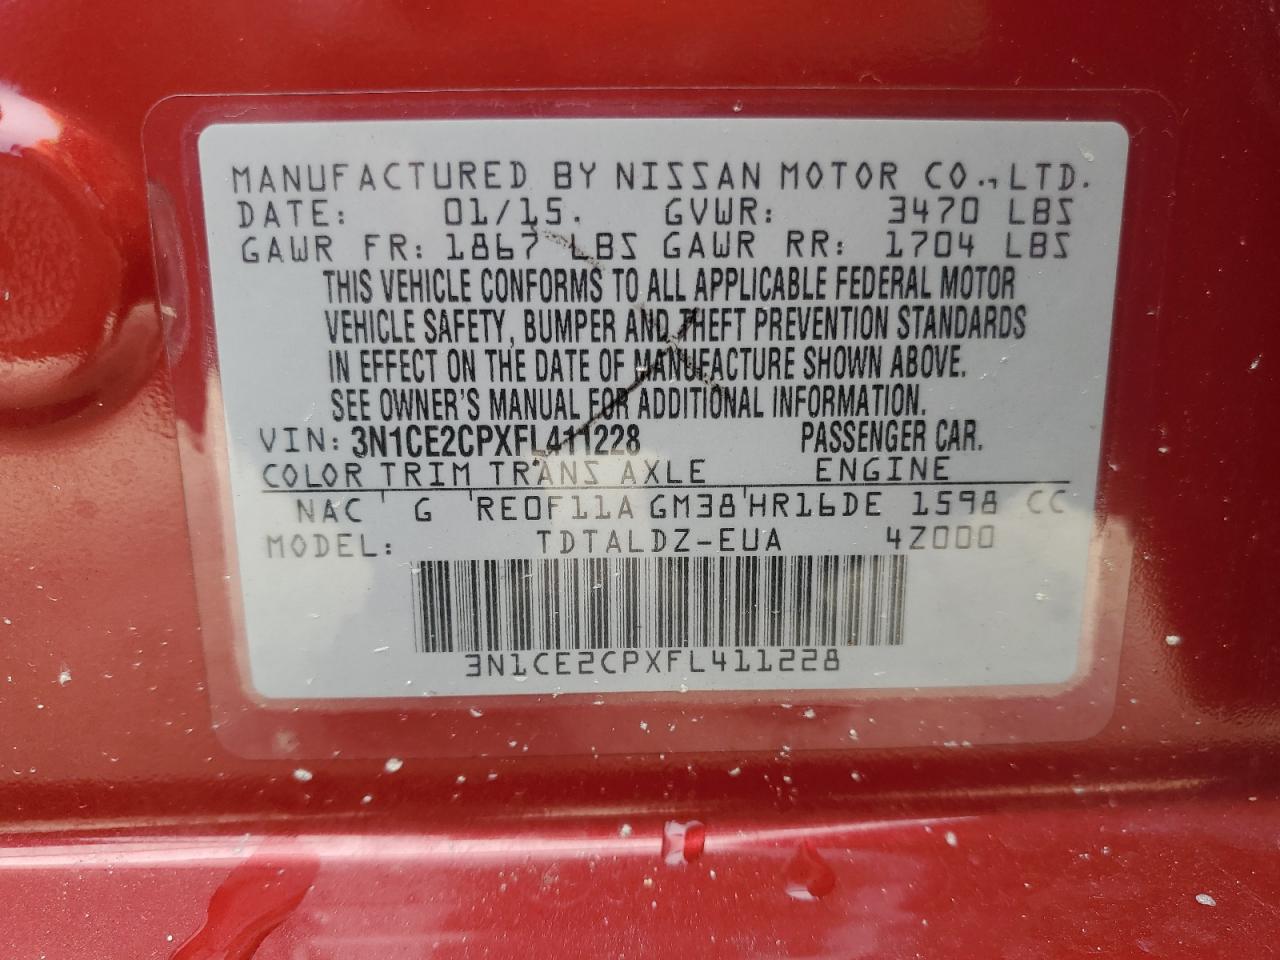 MANUFACTURED BY NISSAN MOTOR CO., LTD.
DATE: 01/15. GVWR: 3470 LBS
GAWR FR: 1867 LBS GAWR RR: 1704 LBS
THIS VEHICLE CONFORMS TO ALL APPLICABLE FEDERAL MOTOR
VEHICLE SAFETY, BUMPER AND THEFT PREVENTION STANDARDS
IN EFFECT ON THE DATE OF MANUFACTURE SHOWN ABOVE.
SEE OWNER'S MANUAL FOR ADDITIONAL INFORMATION.
VIN: 3N1CE2CPXFL411228 PASSENGER CAR.
COLOR TRIM TRANS AXLE ENGINE
NAC G RE0F11A GM38 HR16DE 1598 CC
MODEL: TDTALDZ-EUA 4Z000
3N1CE2CPXFL411228